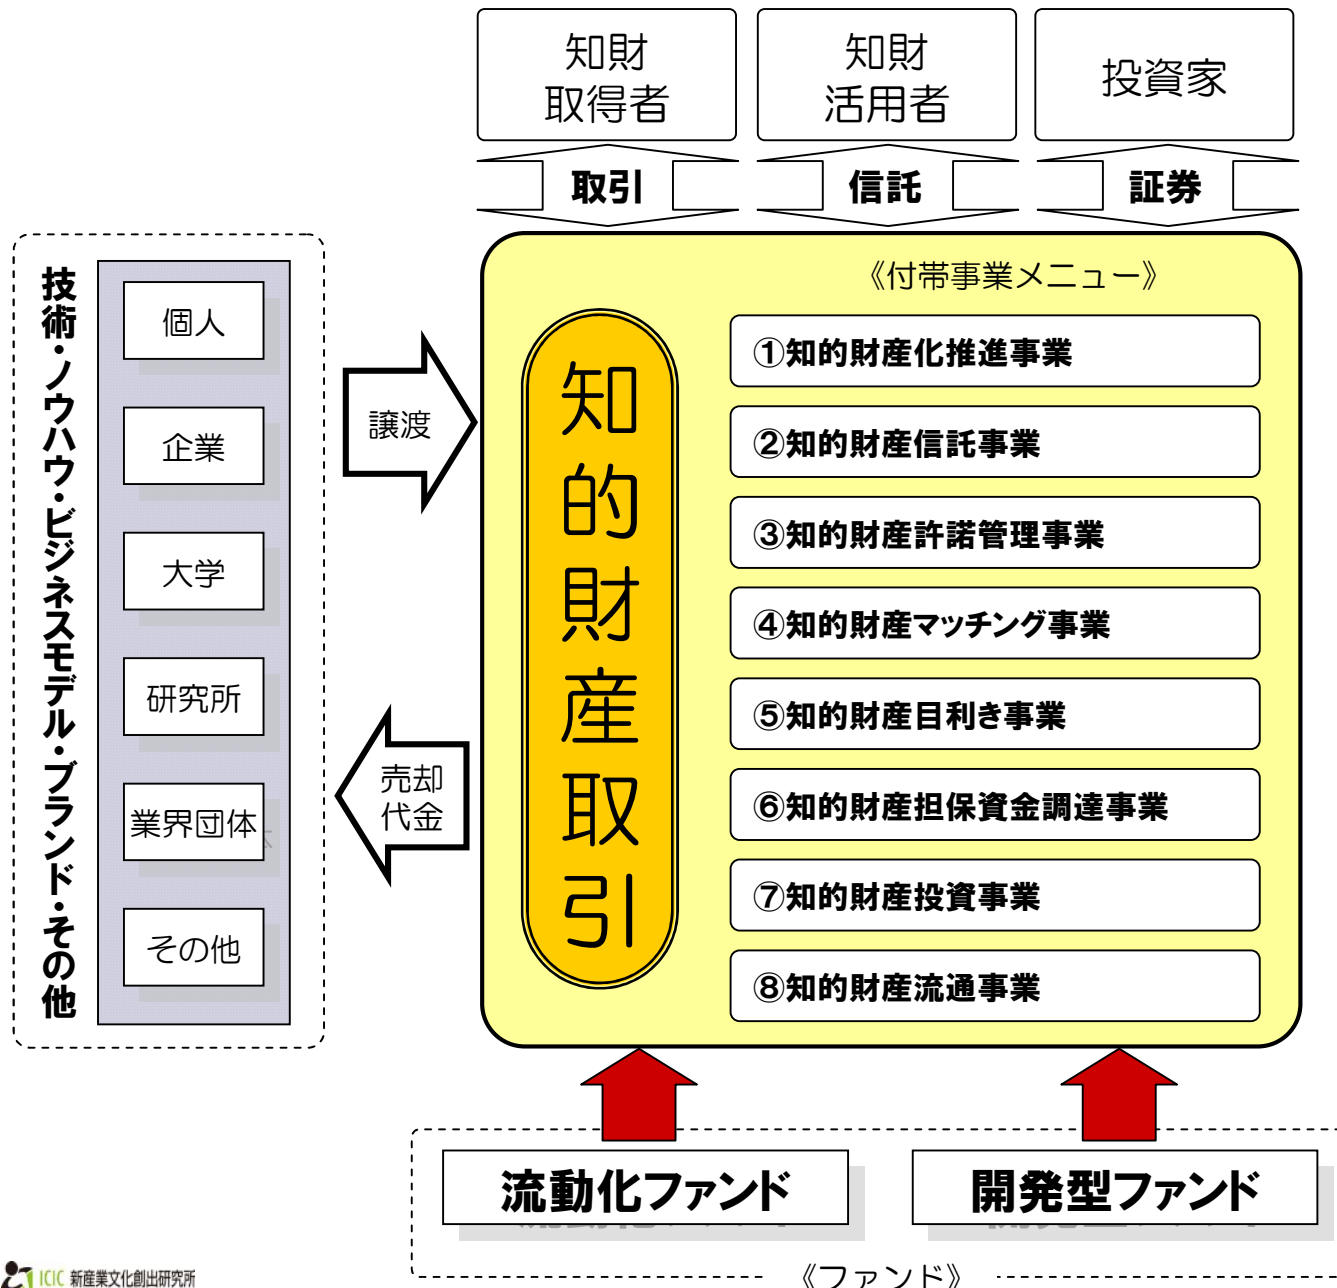 知財
取得者
知財
活用者
投資家
取引
信託
証券
技術・ノウハウ・ビジネスモデル・ブランド・その他
個人
企業
大学
研究所
業界団体
その他
譲渡
売却
代金
知的財産取引
《付帯事業メニュー》
①知的財産化推進事業
②知的財産信託事業
③知的財産許諾管理事業
④知的財産マッチング事業
⑤知的財産目利き事業
⑥知的財産担保資金調達事業
⑦知的財産投資事業
⑧知的財産流通事業
流動化ファンド
開発型ファンド
《ファンド》
ICIC 新産業文化創出研究所